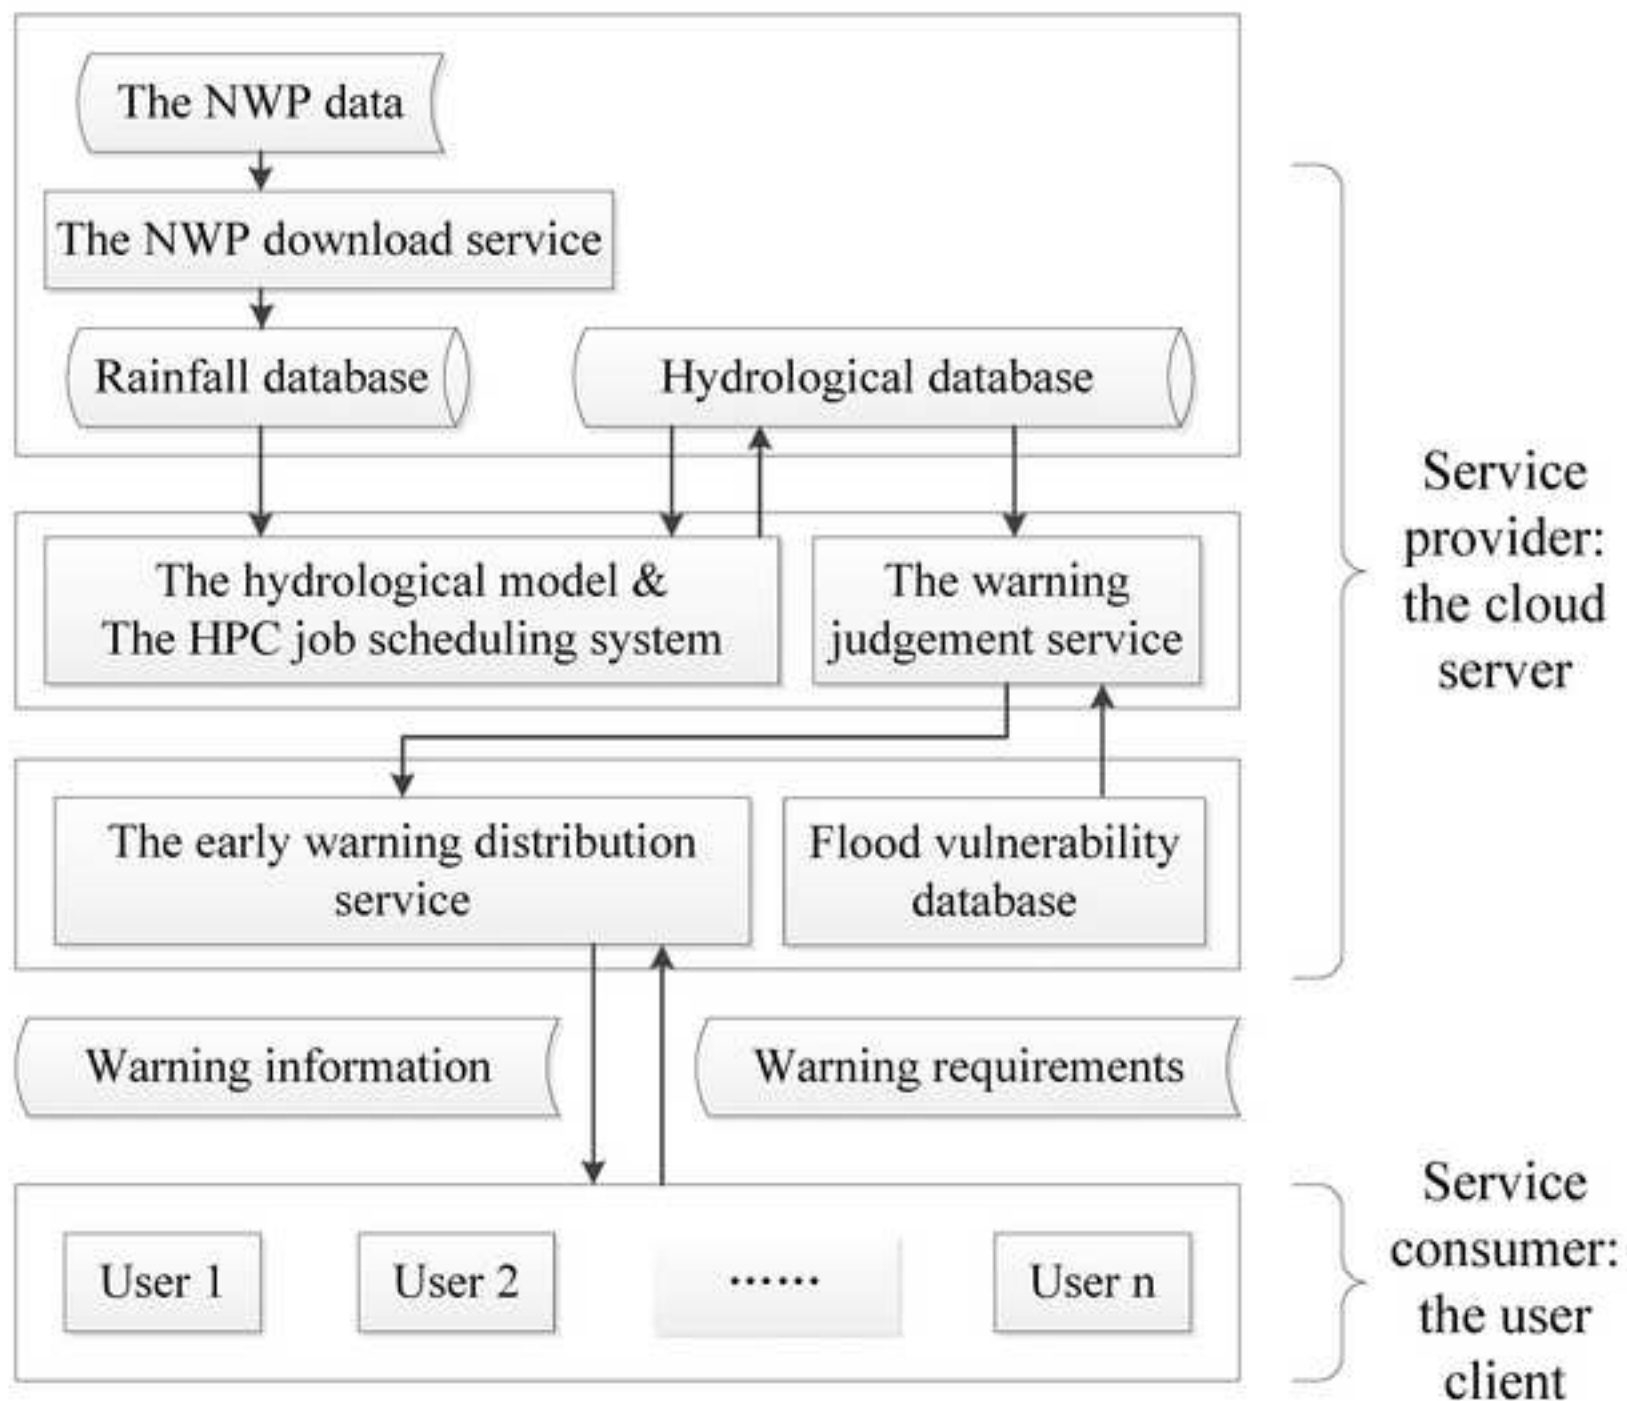 The NWP data
The NWP download service
Rainfall database
Hydrological database
The hydrological model &
The HPC job scheduling system
The warning
judgement service
The early warning distribution
service
Flood vulnerability
database
Warning information
Warning requirements
User 1
User 2
......
User n
Service
provider:
the cloud
server
Service
consumer:
the user
client